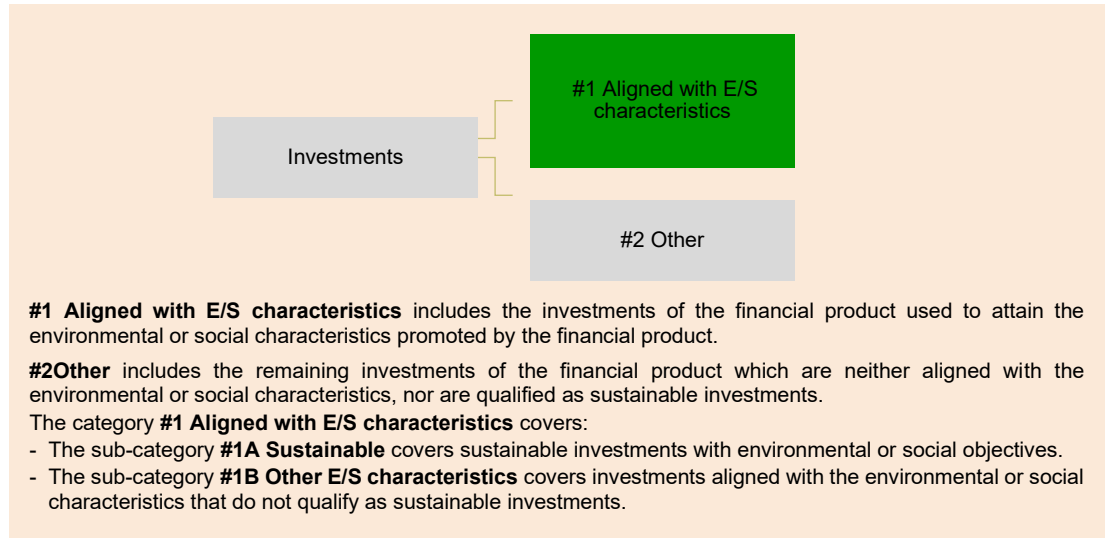 #1 Aligned with E/S
characteristics
Investments
#2 Other
#1 Aligned with E/S characteristics includes the investments of the financial product used to attain the
environmental or social characteristics promoted by the financial product.
#2Other includes the remaining investments of the financial product which are neither aligned with the
environmental or social characteristics, nor are qualified as sustainable investments.
The category #1 Aligned with E/S characteristics covers:
- The sub-category #1A Sustainable covers sustainable investments with environmental or social objectives.
- The sub-category #1B Other E/S characteristics covers investments aligned with the environmental or social
characteristics that do not qualify as sustainable investments.